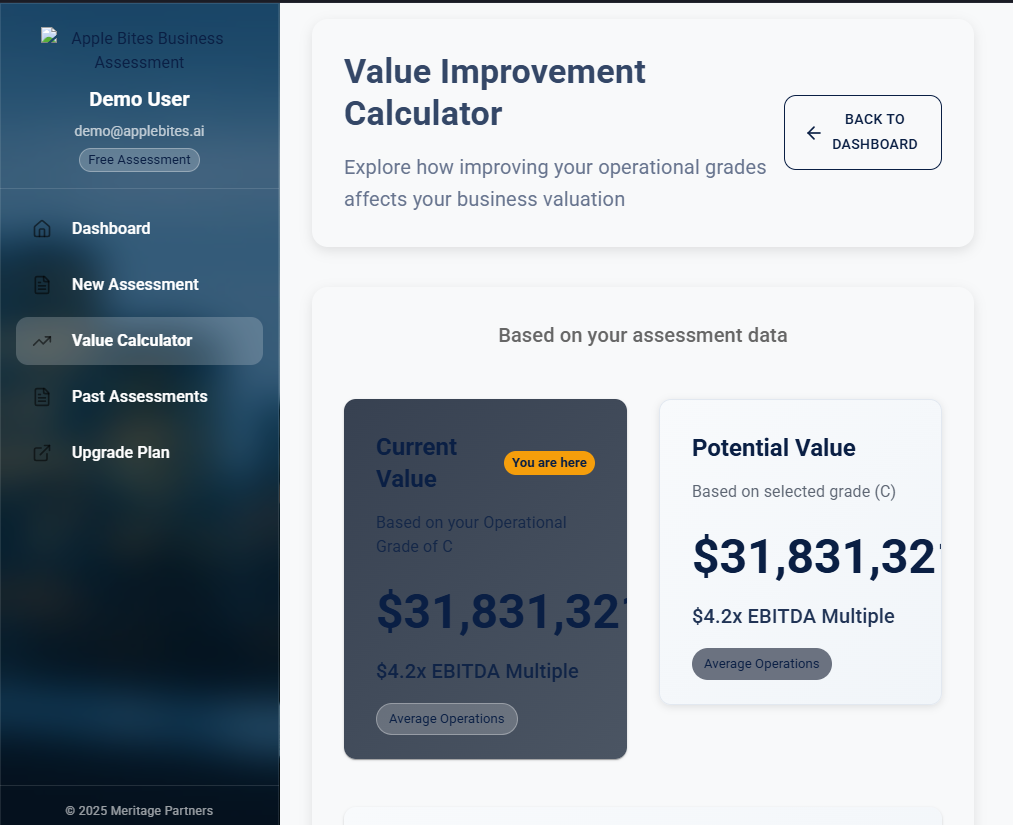 Apple Bites Business
Assessment
Demo User
demo@applebites.ai
Free Assessment
Dashboard
New Assessment
Value Calculator
Past Assessments
Upgrade Plan
© 2025 Meritage Partners
Value Improvement
Calculator
Explore how improving your operational grades
affects your business valuation
BACK TO
DASHBOARD
Based on your assessment data
Current
Value
You are here
Based on your Operational
Grade of C
$31,831,32
$4.2x EBITDA Multiple
Average Operations
Potential Value
Based on selected grade (C)
$31,831,32
$4.2x EBITDA Multiple
Average Operations